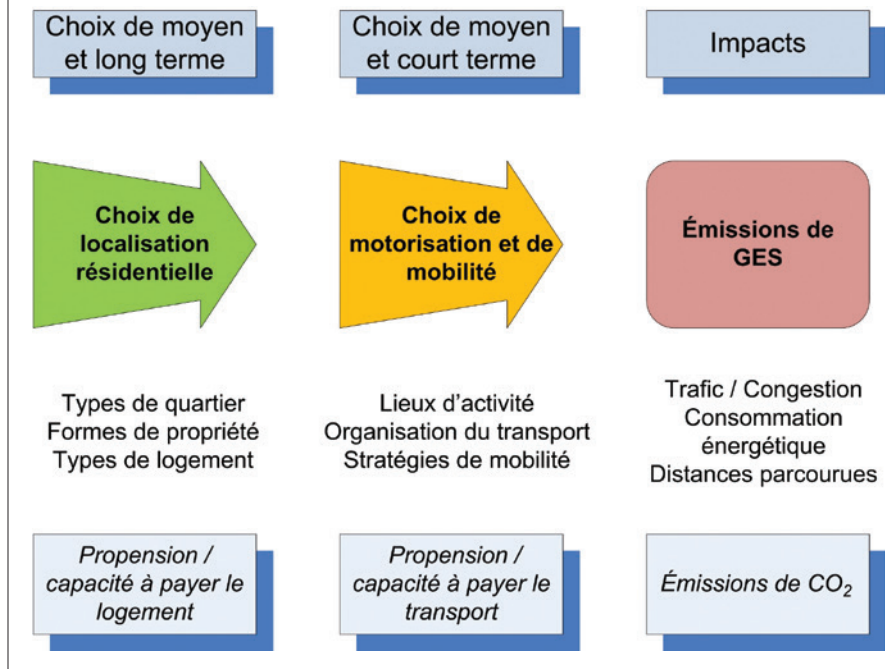 Choix de moyen
et long terme
Choix de moyen
et court terme
Impacts
Choix de
localisation
résidentielle
Choix de
motorisation et de
mobilité
Émissions de
GES
Types de quartier
Formes de propriété
Types de logement
Lieux d'activité
Organisation du transport
Stratégies de mobilité
Trafic / Congestion
Consommation
énergétique
Distances parcourues
Propension /
capacité à payer le
logement
Propension /
capacité à payer le
transport
Émissions de CO₂